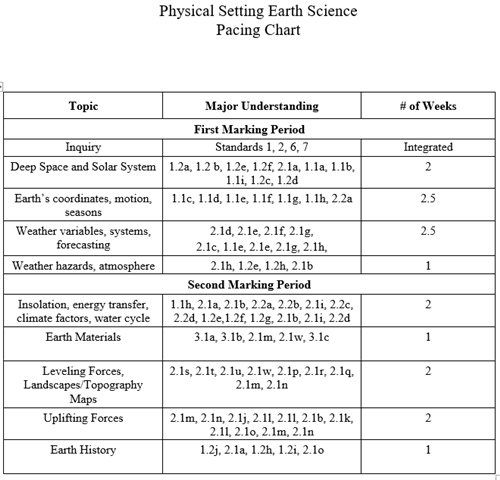 Physical Setting Earth Science
Pacing Chart
Topic Major Understanding # of Weeks
First Marking Period
Inquiry Standards 1, 2, 6, 7 Integrated
Deep Space and Solar System 1.2a, 1.2 b, 1.2e, 1.2f, 2.1a, 1.1a, 1.1b, 2
1.1i, 1.2c, 1.2d
Earth's coordinates, motion, 1.1c, 1.1d, 1.1e, 1.1f, 1.1g, 1.1h, 2.2a 2.5
seasons
Weather variables, systems, 2.1d, 2.1e, 2.1f, 2.1g, 2.5
forecasting 2.1c, 1.1e, 2.1e, 2.1g, 2.1h,
Weather hazards, atmosphere 2.1h, 1.2e, 1.2h, 2.1b 1
Second Marking Period
Insolation, energy transfer, 1.1h, 2.1a, 2.1b, 2.2a, 2.2b, 2.1i, 2.2c, 2
climate factors, water cycle 2.2d, 1.2e,1.2f, 1.2g, 2.1b, 2.1i, 2.2d
Earth Materials 3.1a, 3.1b, 2.1m, 2.1w, 3.1c 1
Leveling Forces, 2.1s, 2.1t, 2.1u, 2.1w, 2.1p, 2.1r, 2.1q, 2
Landscapes/Topography 2.1m, 2.1n
Maps
Uplifting Forces 2.1m, 2.1n, 2.1j, 2.1l, 2.1l, 2.1b, 2.1k, 2
2.1l, 2.1o, 2.1m, 2.1n
Earth History 1.2j, 2.1a, 1.2h, 1.2i, 2.1o 1